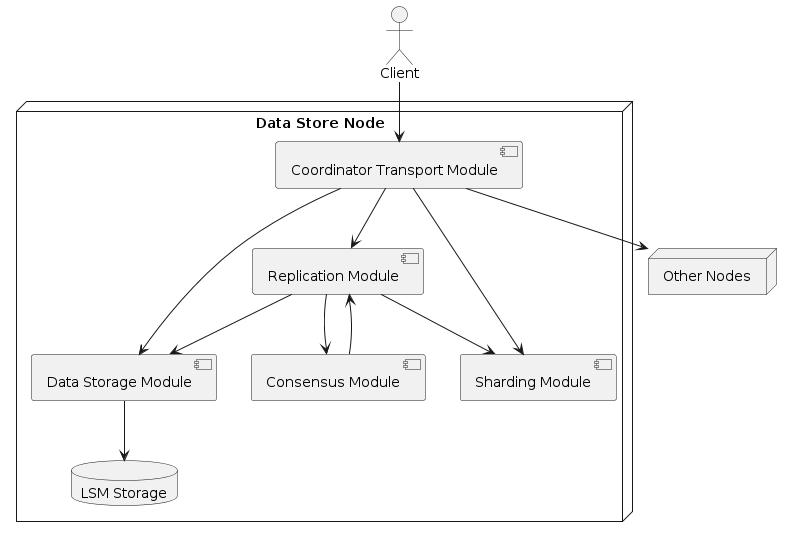 Client
Data Store Node
Coordinator Transport Module
Replication Module
Other Nodes
Data Storage Module
Consensus Module
Sharding Module
LSM Storage